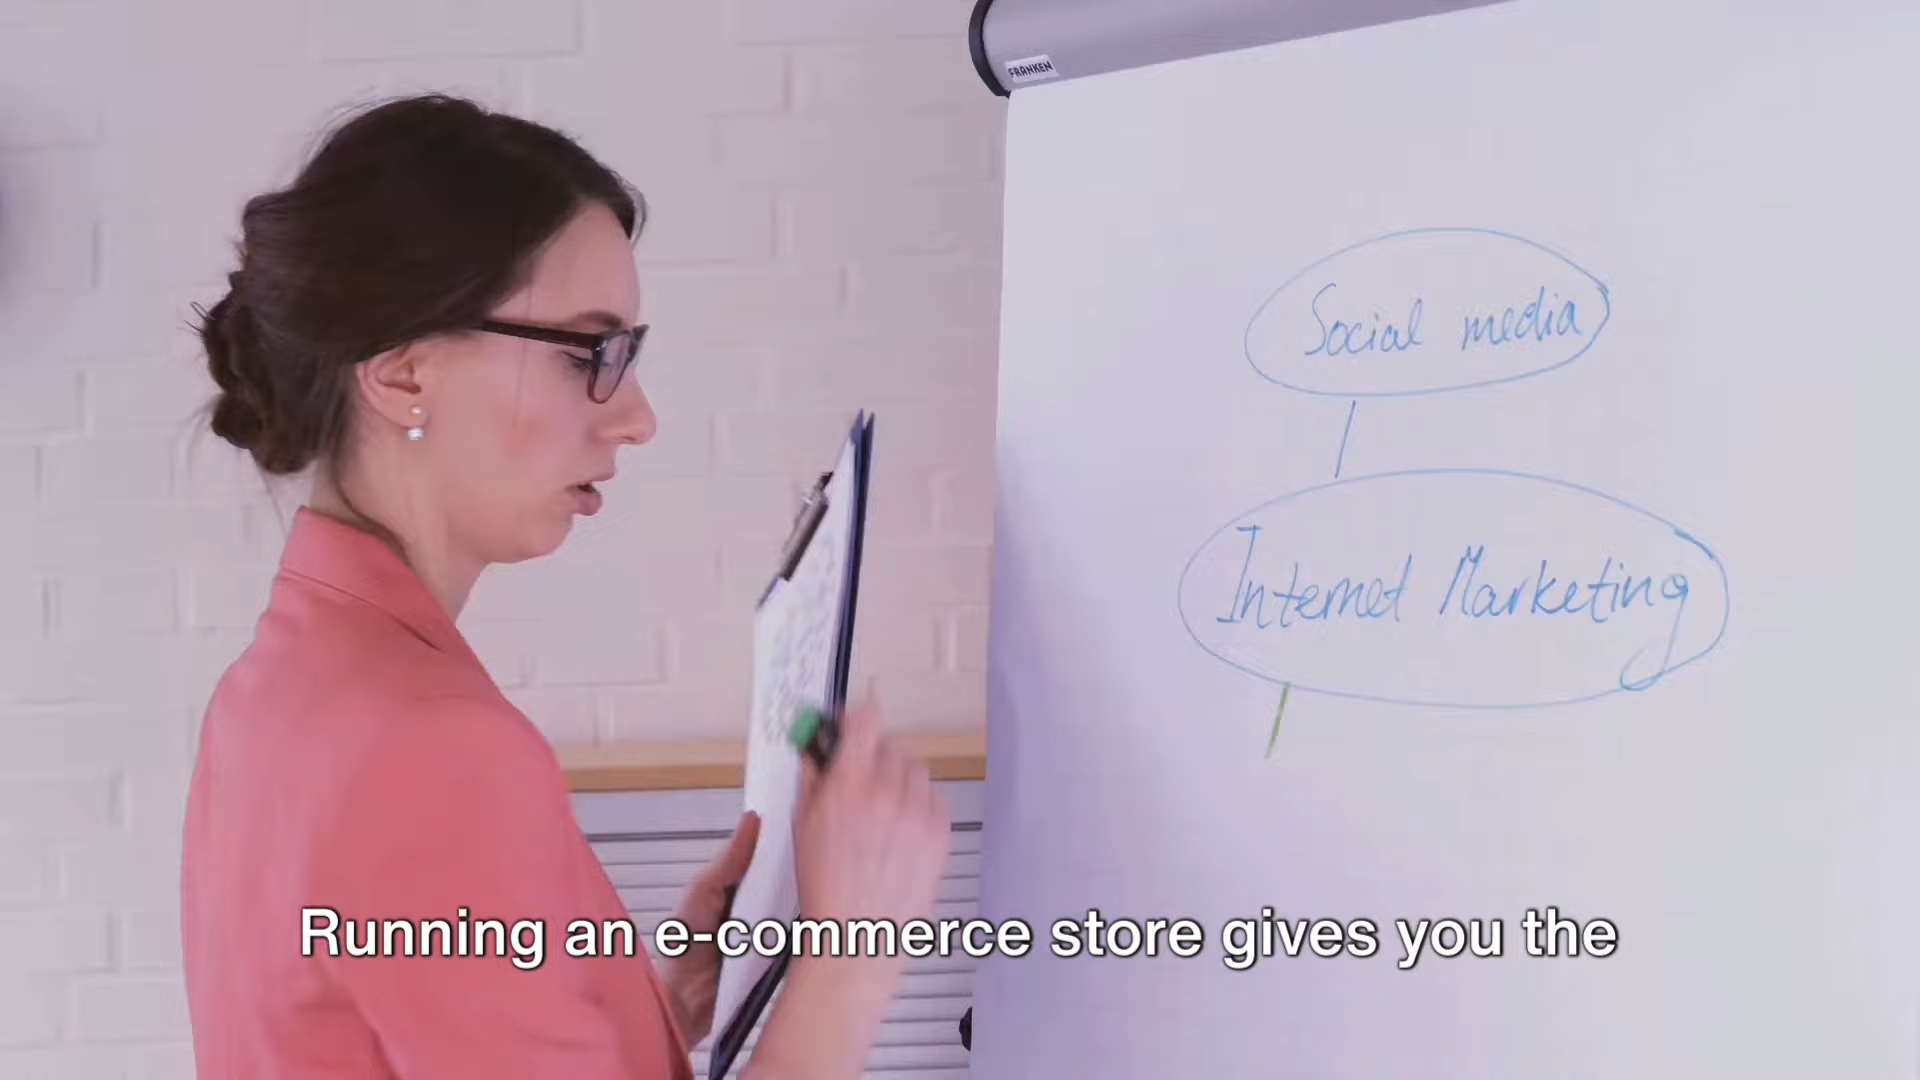 FRANKEN
Social media
Internet Marketing
Running an e-commerce store gives you the